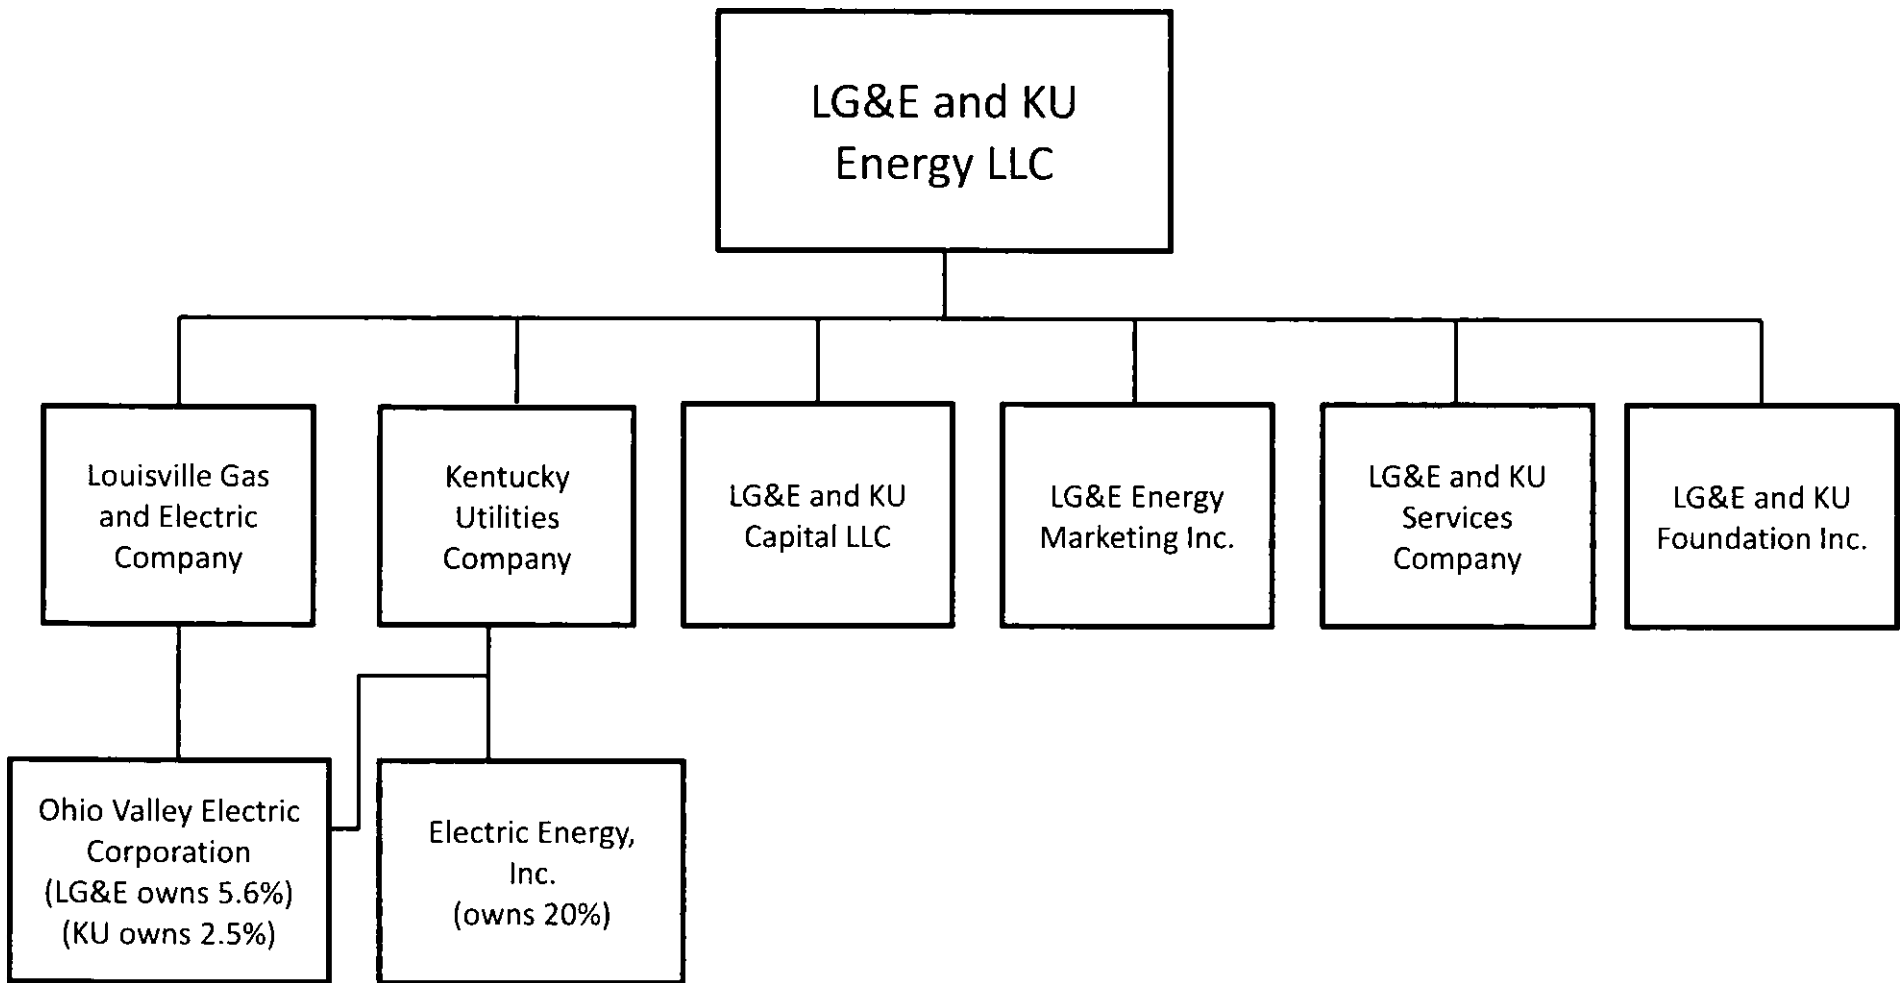 LG&E and KU
Energy LLC
Louisville Gas
and Electric
Company
Kentucky
Utilities
Company
LG&E and KU
Capital LLC
LG&E Energy
Marketing Inc.
LG&E and KU
Services
Company
LG&E and KU
Foundation Inc.
Ohio Valley Electric
Corporation
(LG&E owns 5.6%)
(KU owns 2.5%)
Electric Energy,
Inc.
(owns 20%)